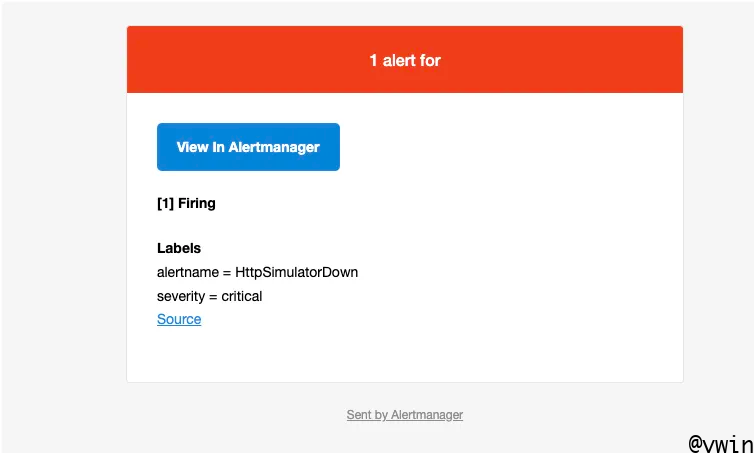 1 alert for
View In Alertmanager
[1] Firing
Labels
alertname = HttpSimulatorDown
severity = critical
Source
Sent by Alertmanager
@vwin